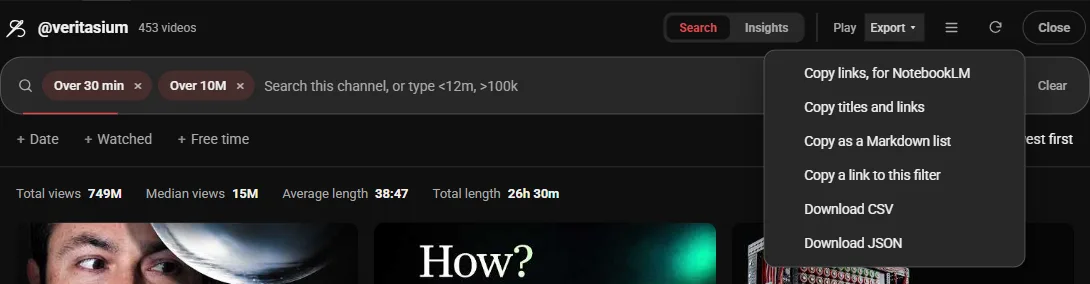 @veritasium 453 videos Search Insights Play Export Close
Copy links, for NotebookLM
Over 30 min × Over 10M × Search this channel, or type <12m, >100k Clear
Copy titles and links
+ Date + Watched + Free time Copy as a Markdown list est first
Copy a link to this filter
Total views 749M Median views 15M Average length 38:47 Total length 26h 30m
Download CSV
Download JSON
How?